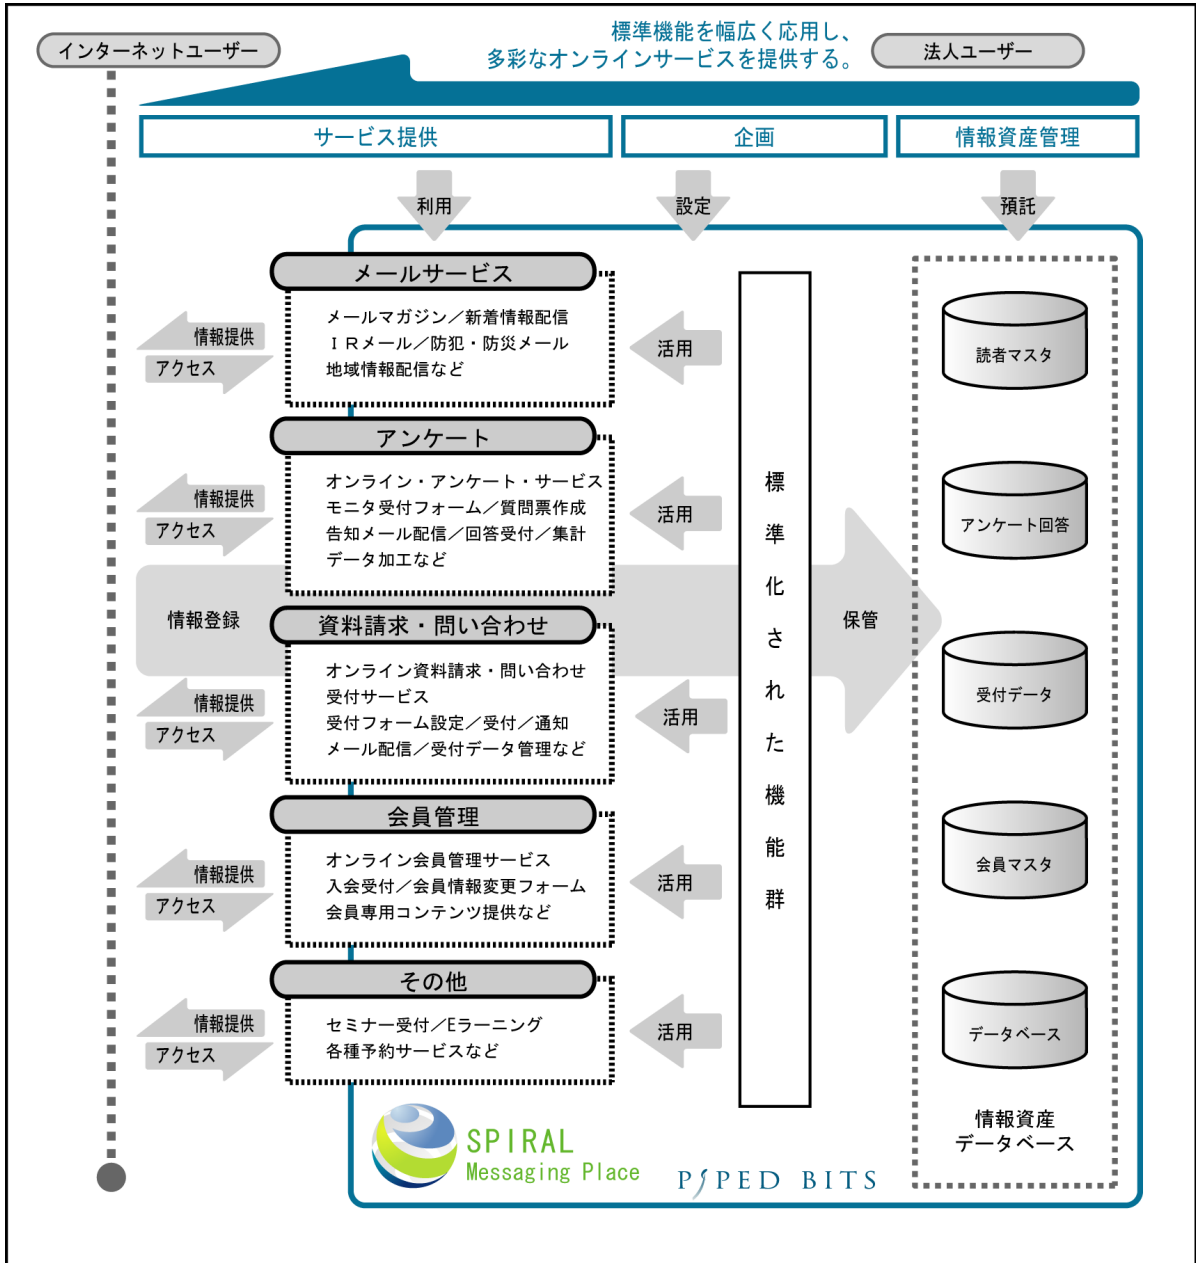 標準機能を幅広く応用し、
多彩なオンラインサービスを提供する。
インターネットユーザー
法人ユーザー
サービス提供
企画
情報資産管理
利用
設定
預託
メールサービス
メールマガジン／新着情報配信
ＩＲメール／防犯・防災メール
地域情報配信など
情報提供
アクセス
活用
アンケート
オンライン・アンケート・サービス
モニタ受付フォーム／質問票作成
告知メール配信／回答受付／集計
データ加工など
情報提供
アクセス
活用
情報登録
保管
資料請求・問い合わせ
オンライン資料請求・問い合わせ
受付サービス
受付フォーム設定／受付／通知
メール配信／受付データ管理など
情報提供
アクセス
活用
会員管理
オンライン会員管理サービス
入会受付／会員情報変更フォーム
会員専用コンテンツ提供など
情報提供
アクセス
活用
その他
セミナー受付／Eラーニング
各種予約サービスなど
情報提供
アクセス
活用
標準化された機能群
読者マスタ
アンケート回答
受付データ
会員マスタ
データベース
情報資産
データベース
SPIRAL
Messaging Place
PIPED BITS